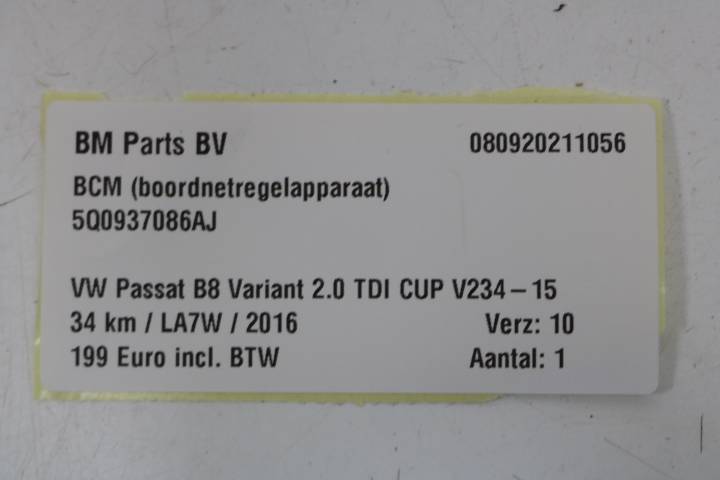 BM Parts BV 080920211056
BCM (boordnetregelapparaat)
5Q0937086AJ
VW Passat B8 Variant 2.0 TDI CUP V234-15
34 km / LA7W / 2016 Verz: 10
199 Euro incl. BTW Aantal: 1